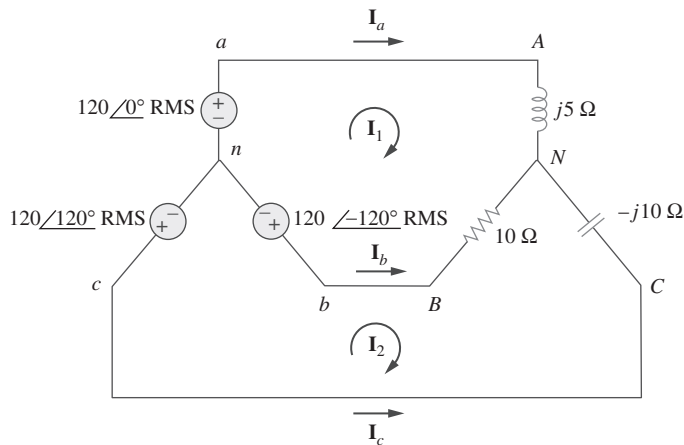 I_a
a
A
120∠0° RMS
+
−
j5 Ω
I_1
n
N
120∠120° RMS
−
+
−
+
120 ∠−120° RMS
10 Ω
−j10 Ω
I_b
c
b
B
C
I_2
I_c